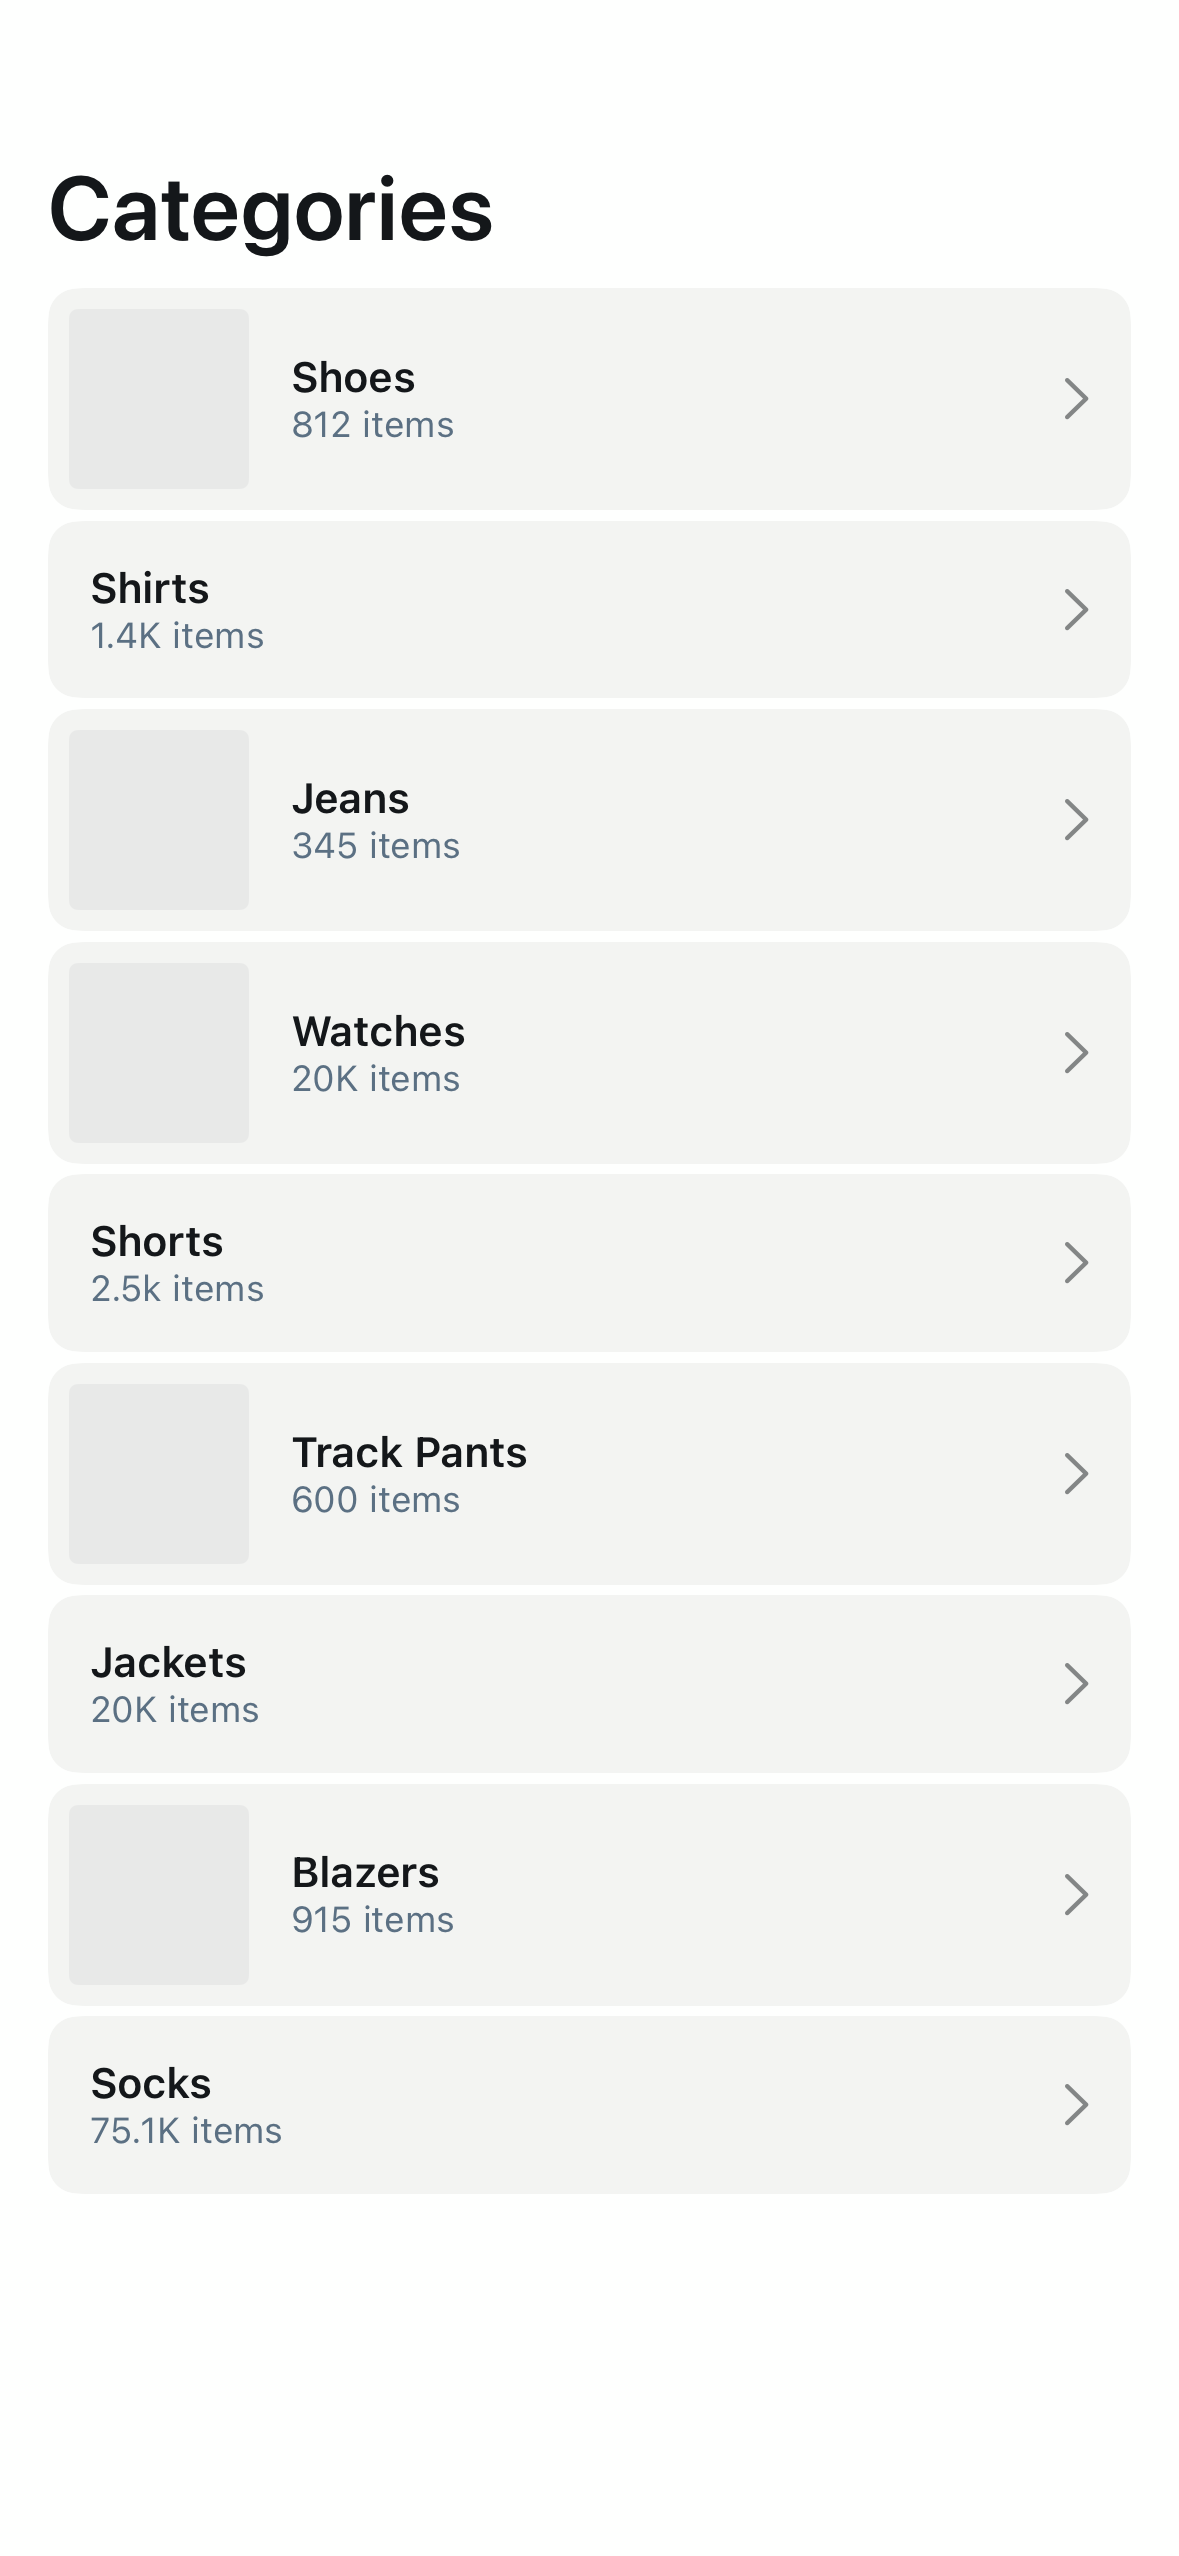 Categories
Shoes
812 items
Shirts
1.4K items
Jeans
345 items
Watches
20K items
Shorts
2.5k items
Track Pants
600 items
Jackets
20K items
Blazers
915 items
Socks
75.1K items